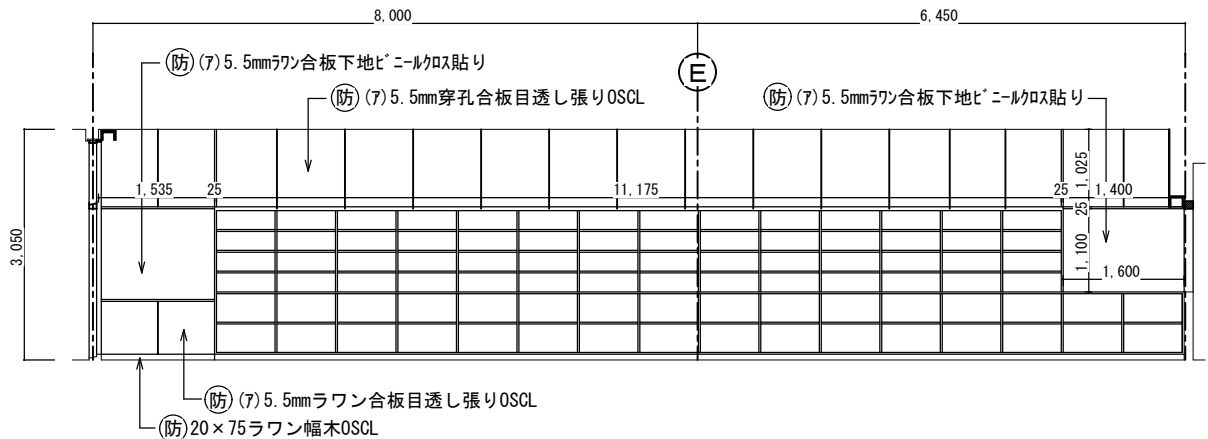 8,000
6,450
防 (ア)5.5mmラワン合板下地ビニールクロス貼り
E
防 (ア)5.5mm穿孔合板目透し張りOSCL
防 (ア)5.5mmラワン合板下地ビニールクロス貼り
1,535
25
11,175
25
1,025
1,400
25
3,050
1,100
1,600
防 (ア)5.5mmラワン合板目透し張りOSCL
防 20×75ラワン幅木OSCL